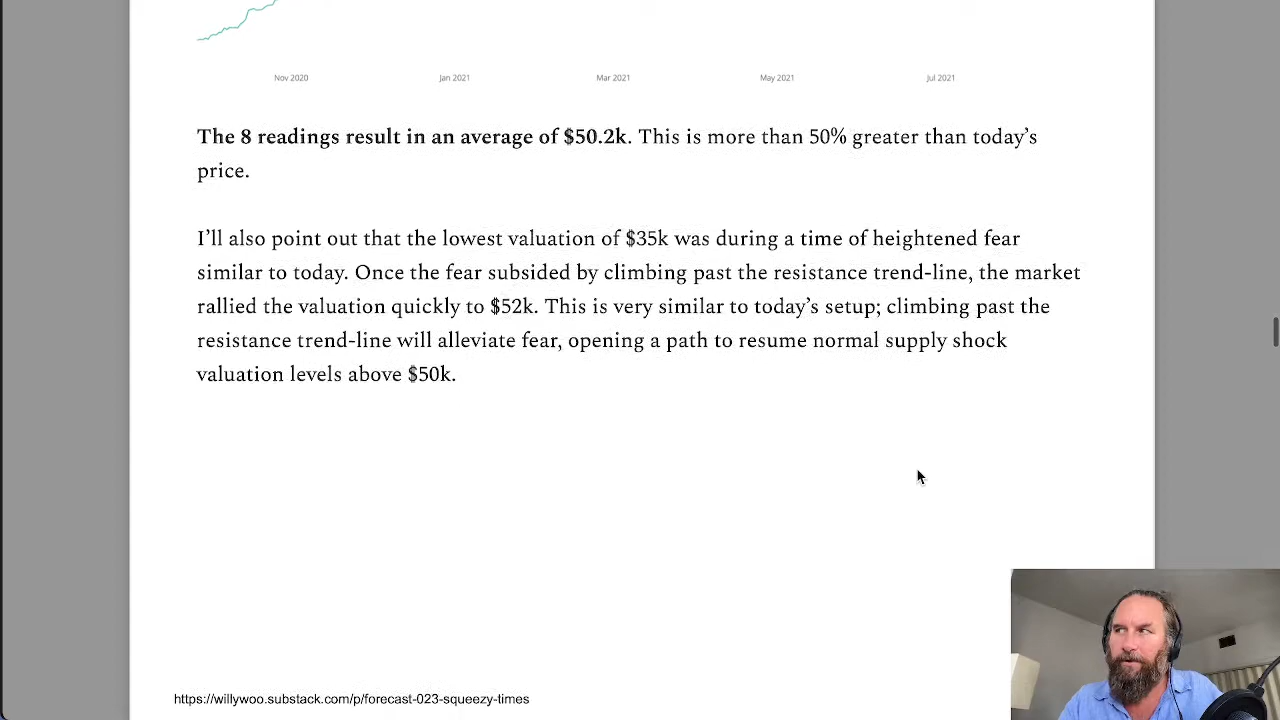 Nov 2020 Jan 2021 Mar 2021 May 2021 Jul 2021
The 8 readings result in an average of $50.2k. This is more than 50% greater than today’s
price.
I’ll also point out that the lowest valuation of $35k was during a time of heightened fear
similar to today. Once the fear subsided by climbing past the resistance trend-line, the market
rallied the valuation quickly to $52k. This is very similar to today’s setup; climbing past the
resistance trend-line will alleviate fear, opening a path to resume normal supply shock
valuation levels above $50k.
https://willywoo.substack.com/p/forecast-023-squeezy-times